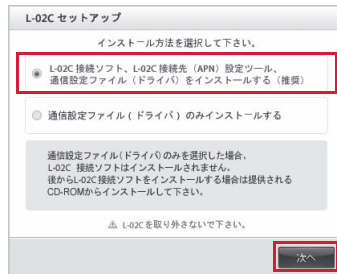 L-02C セットアップ
インストール方法を選択して下さい。
L-02C 接続ソフト、L-02C 接続先（APN）設定ツール、
通信設定ファイル（ドライバ）をインストールする（推奨）
通信設定ファイル ( ドライバ ) のみインストールする
通信設定ファイル（ドライバ）のみを選択した場合、
L-02C 接続ソフトはインストールされません。
後からL-02C接続ソフトをインストールする場合は提供される
CD-ROMからインストールして下さい。
⚠ L-02Cを取り外さないで下さい。
次へ